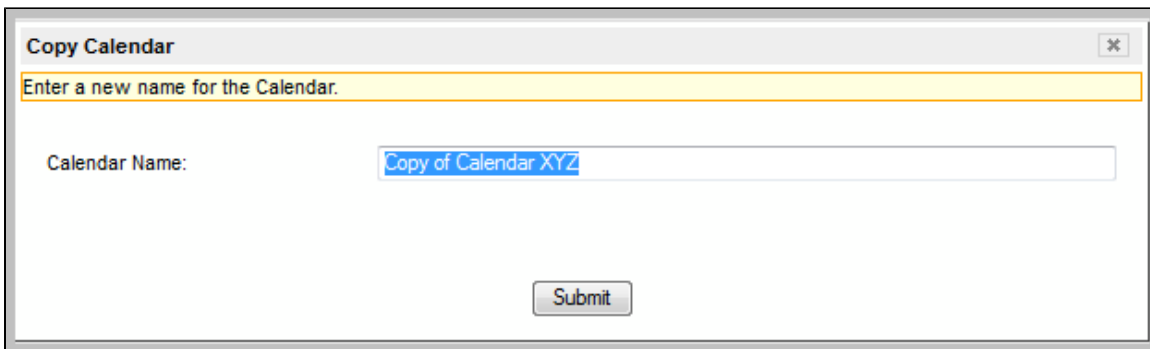 Copy Calendar
Enter a new name for the Calendar.
Calendar Name: Copy of Calendar XYZ
Submit